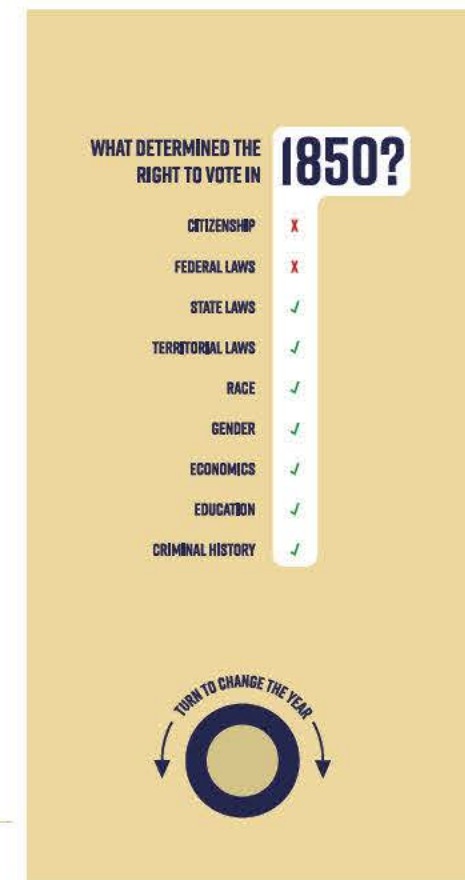 WHAT DETERMINED THE
RIGHT TO VOTE IN 1850?
CITIZENSHIP X
FEDERAL LAWS X
STATE LAWS ✓
TERRITORIAL LAWS ✓
RACE ✓
GENDER ✓
ECONOMICS ✓
EDUCATION ✓
CRIMINAL HISTORY ✓
TURN TO CHANGE THE YEAR